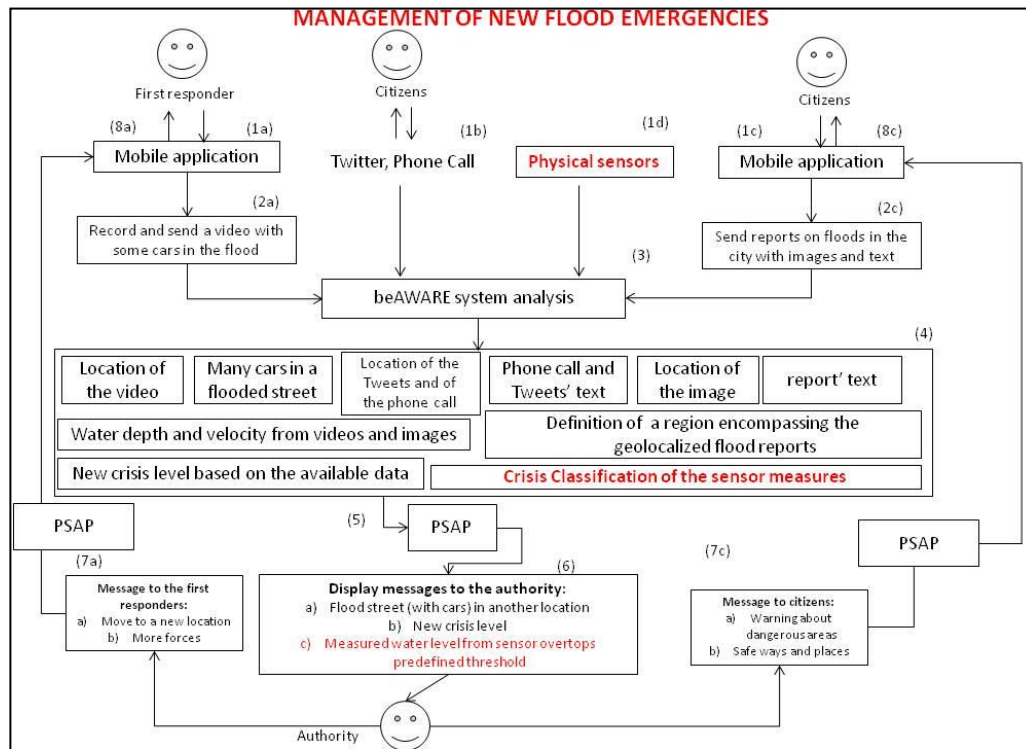 MANAGEMENT OF NEW FLOOD EMERGENCIES
First responder
Citizens
Citizens
(8a)
(1a)
(1b)
(1d)
(1c)
(8c)
Mobile application
Twitter, Phone Call
Physical sensors
Mobile application
(2a)
(2c)
Record and send a video with
some cars in the flood
Send reports on floods in the
city with images and text
(3)
beAWARE system analysis
(4)
Location of
the video
Many cars in a
flooded street
Location of the
Tweets and of
the phone call
Phone call and
Tweets' text
Location of
the image
report' text
Water depth and velocity from videos and images
Definition of a region encompassing the
geolocalized flood reports
New crisis level based on the available data
Crisis Classification of the sensor measures
PSAP
(5)
PSAP
PSAP
(7a)
(6)
(7c)
Message to the first
responders:
a) Move to a new location
b) More forces
Display messages to the authority:
a) Flood street (with cars) in another location
b) New crisis level
c) Measured water level from sensor overtops
predefined threshold
Message to citizens:
a) Warning about
dangerous areas
b) Safe ways and places
Authority